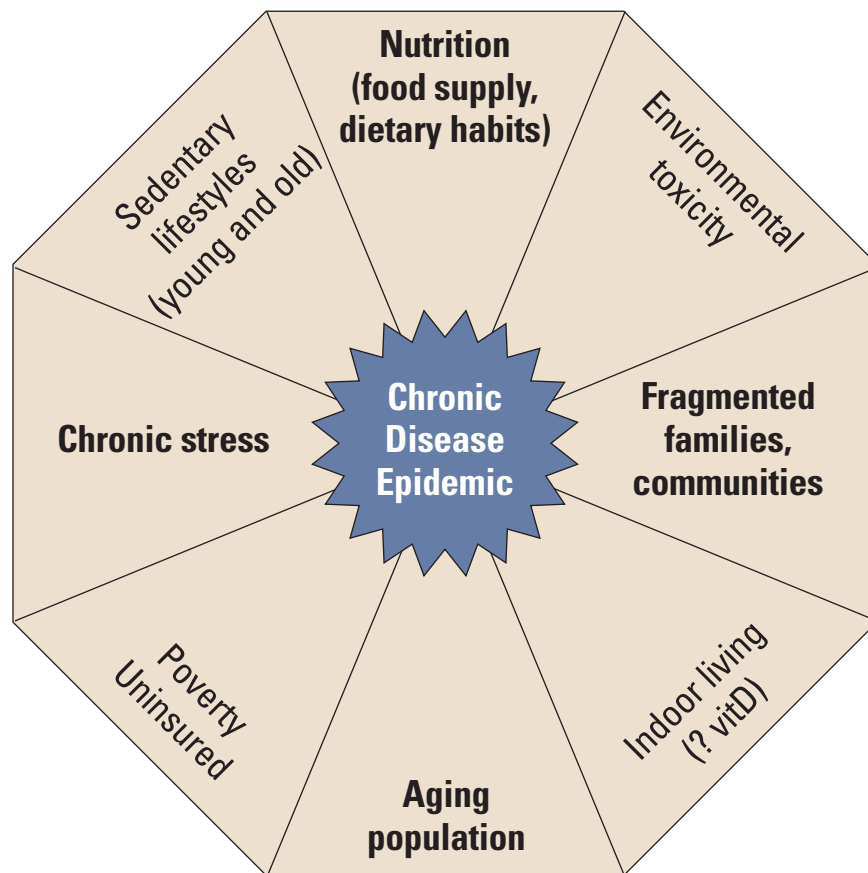 Nutrition
(food supply,
dietary habits)
Environmental
toxicity
Fragmented
families,
communities
Indoor living
(? vitD)
Aging
population
Poverty
Uninsured
Chronic stress
Sedentary
lifestyles
(young and old)
Chronic
Disease
Epidemic